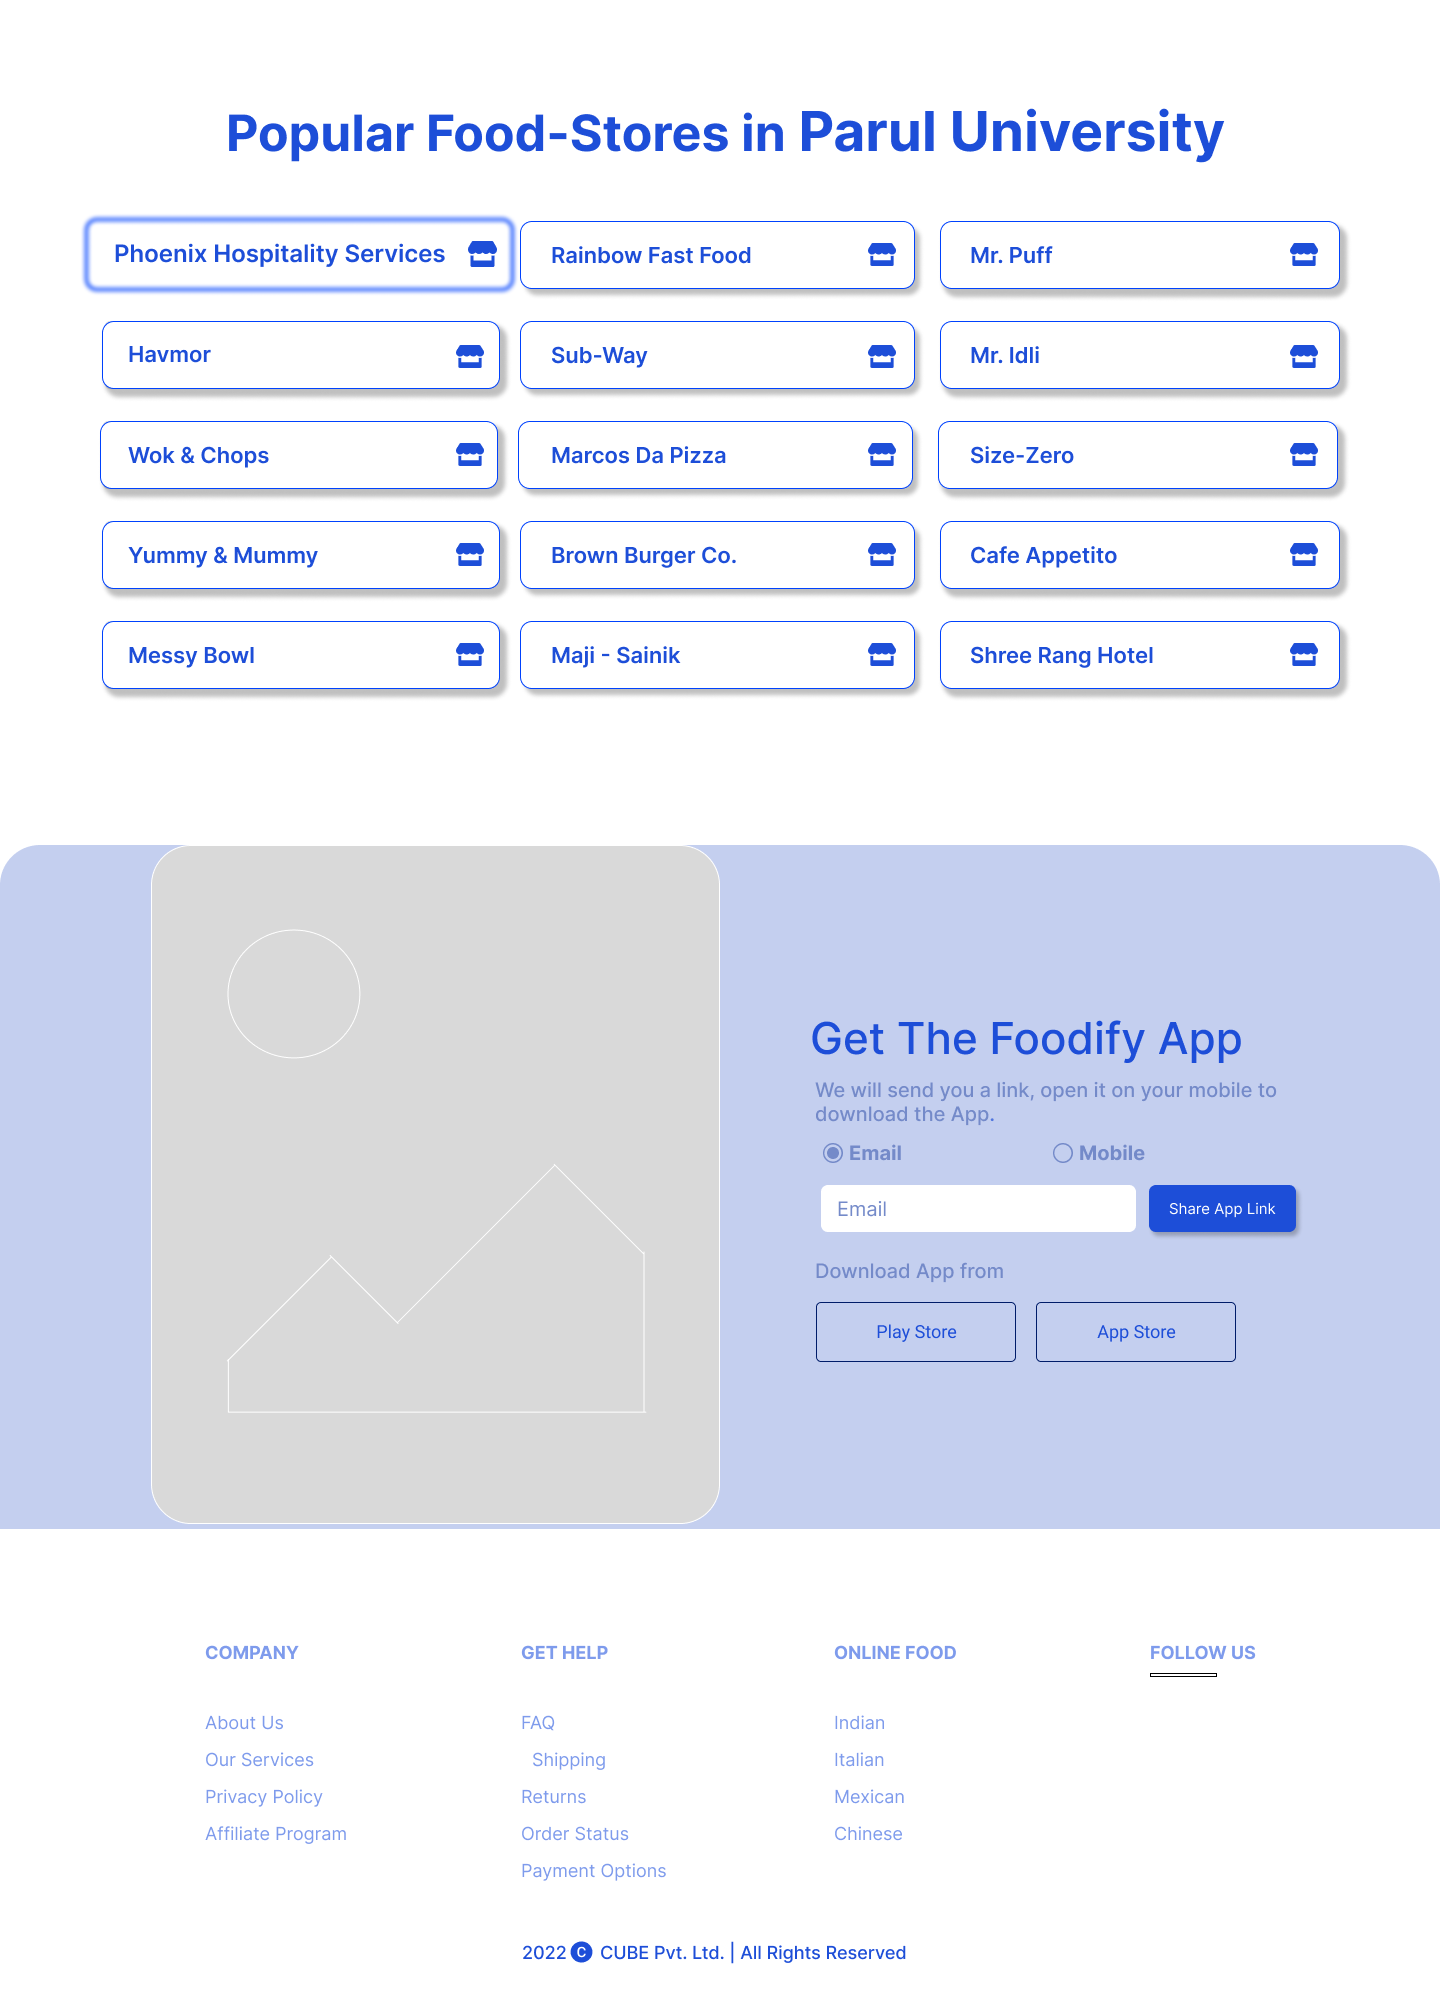 Popular Food-Stores in Parul University
Phoenix Hospitality Services
Rainbow Fast Food
Mr. Puff
Havmor
Sub-Way
Mr. Idli
Wok & Chops
Marcos Da Pizza
Size-Zero
Yummy & Mummy
Brown Burger Co.
Cafe Appetito
Messy Bowl
Maji - Sainik
Shree Rang Hotel
Get The Foodify App
We will send you a link, open it on your mobile to
download the App.
Email
Mobile
Email
Share App Link
Download App from
Play Store
App Store
COMPANY
About Us
Our Services
Privacy Policy
Affiliate Program
GET HELP
FAQ
Shipping
Returns
Order Status
Payment Options
ONLINE FOOD
Indian
Italian
Mexican
Chinese
FOLLOW US
2022 © CUBE Pvt. Ltd. | All Rights Reserved